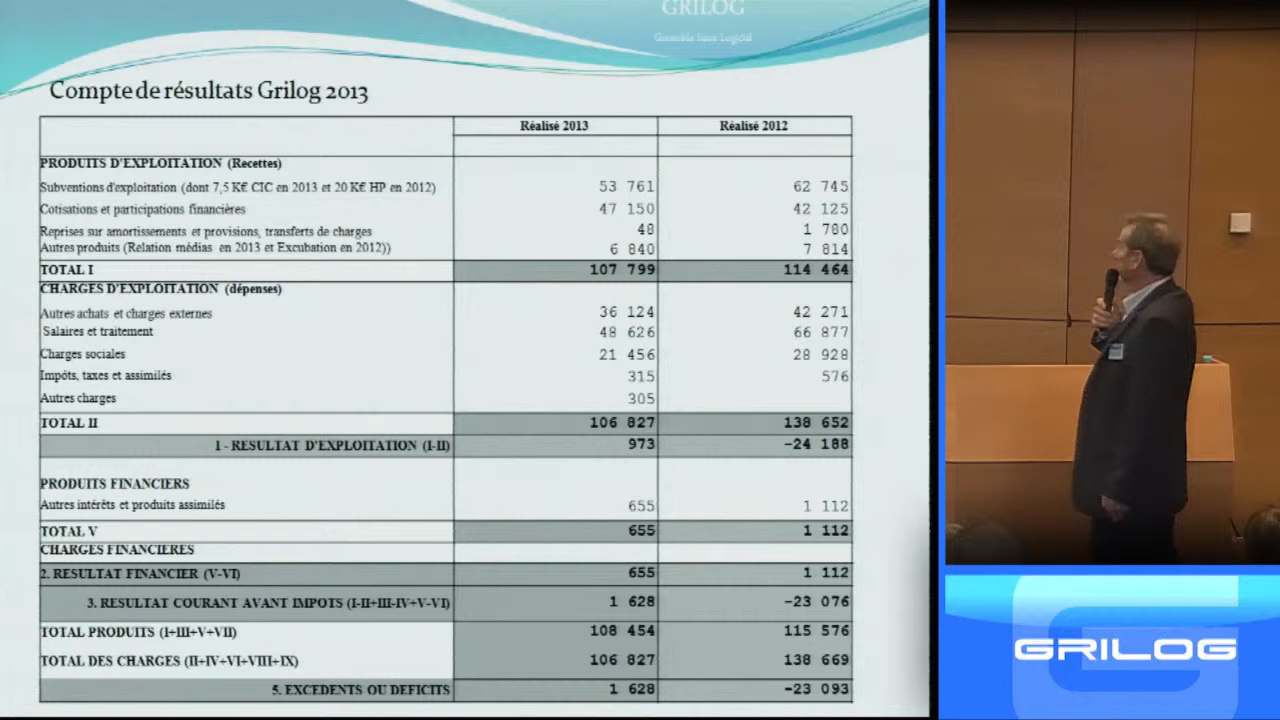 GRILOG
Compte de résultats Grilog 2013
Réalisé 2013 Réalisé 2012
PRODUITS D'EXPLOITATION (Recettes)
Subventions d'exploitation (dont 7,5 K€ CIC en 2013 et 20 K€ HP en 2012) 53 761 62 745
Cotisations et participations financières 47 150 42 125
Reprises sur amortissements et provisions, transferts de charges 48 1 780
Autres produits (Relation médias en 2013 et Excubation en 2012)) 6 840 7 814
TOTAL I 107 799 114 464
CHARGES D'EXPLOITATION (dépenses)
Autres achats et charges externes 36 124 42 271
Salaires et traitement 48 626 66 877
Charges sociales 21 456 28 928
Impôts, taxes et assimilés 315 576
Autres charges 305
TOTAL II 106 827 138 652
1 - RESULTAT D'EXPLOITATION (I-II) 973 -24 188
PRODUITS FINANCIERS
Autres intérêts et produits assimilés 655 1 112
TOTAL V 655 1 112
CHARGES FINANCIERES
2. RESULTAT FINANCIER (V-VI) 655 1 112
3. RESULTAT COURANT AVANT IMPOTS (I-II+III-IV+V-VI) 1 628 -23 076
TOTAL PRODUITS (I+III+V+VII) 108 454 115 576
TOTAL DES CHARGES (II+IV+VI+VIII+IX) 106 827 138 669
5. EXCEDENTS OU DEFICITS 1 628 -23 093
GRILOG